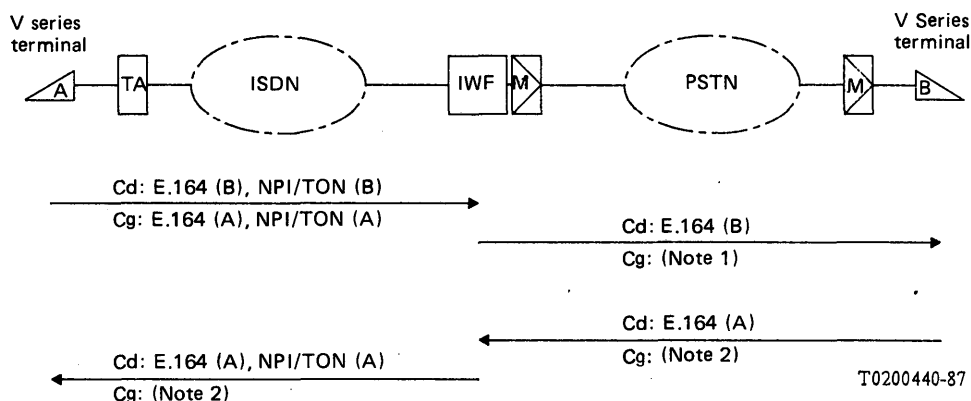 V series
terminal
V Series
terminal
A
TA
ISDN
IWF
M
PSTN
M
B
Cd: E.164 (B), NPI/TON (B)
Cg: E.164 (A), NPI/TON (A)
Cd: E.164 (B)
Cg: (Note 1)
Cd: E.164 (A)
Cg: (Note 2)
Cd: E.164 (A), NPI/TON (A)
Cg: (Note 2)
T0200440-87